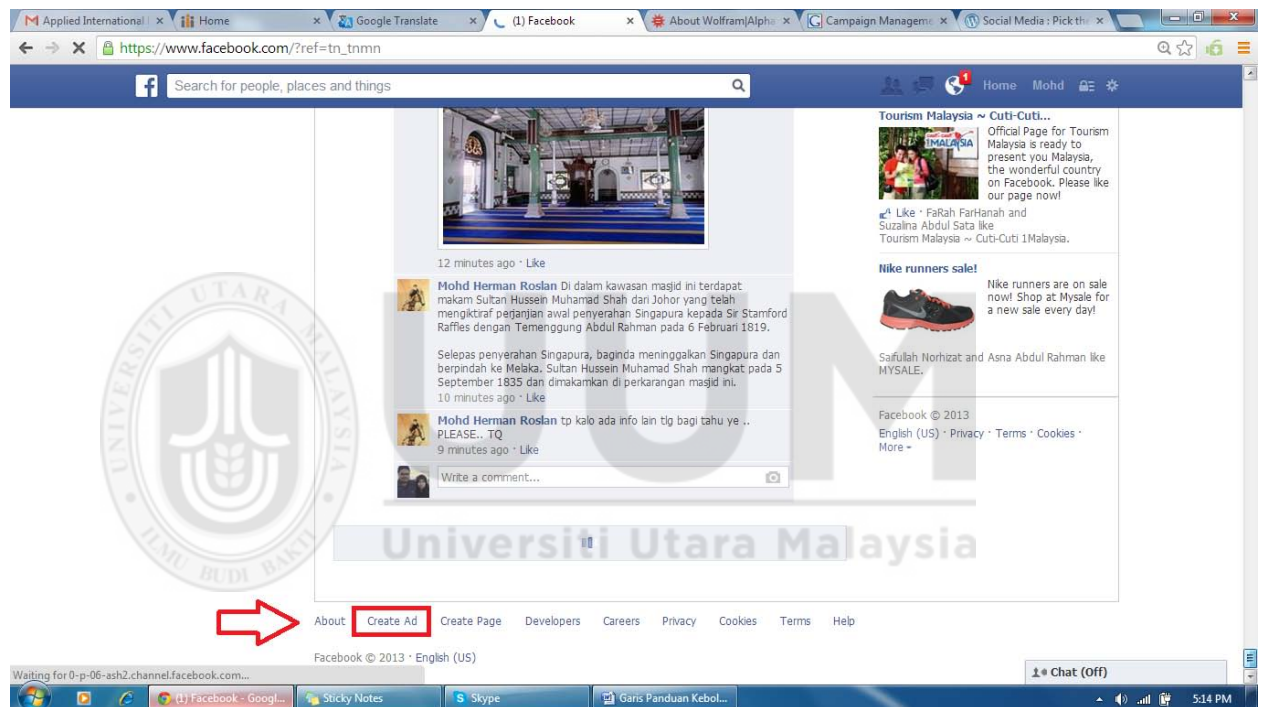 Applied International
Home
Google Translate
(1) Facebook
About Wolfram|Alpha
Campaign Manageme
Social Media : Pick the
https://www.facebook.com/?ref=tn_tnmn
Search for people, places and things
1
Home
Mohd
Tourism Malaysia ~ Cuti-Cuti...
1MALAYSIA
Official Page for Tourism
Malaysia is ready to
present you Malaysia,
the wonderful country
on Facebook. Please like
our page now!
Like · FaRah FarHanah and
Suzalina Abdul Sata like
Tourism Malaysia ~ Cuti-Cuti 1Malaysia.
Nike runners sale!
Nike runners are on sale
now! Shop at Mysale for
a new sale every day!
Saifullah Norhizat and Asna Abdul Rahman like
MYSALE.
Facebook © 2013
English (US) · Privacy · Terms · Cookies ·
More
12 minutes ago · Like
Mohd Herman Roslan Di dalam kawasan masjid ini terdapat
makam Sultan Hussein Muhamad Shah dari Johor yang telah
mengiktiraf perjanjian awal penyerahan Singapura kepada Sir Stamford
Raffles dengan Temenggung Abdul Rahman pada 6 Februari 1819.
Selepas penyerahan Singapura, baginda meninggalkan Singapura dan
berpindah ke Melaka. Sultan Hussein Muhamad Shah mangkat pada 5
September 1835 dan dimakamkan di perkarangan masjid ini.
10 minutes ago · Like
Mohd Herman Roslan tp kalo ada info lain tlg bagi tahu ye ..
PLEASE.. TQ
9 minutes ago · Like
Write a comment...
UNIVERSITI UTARA MALAYSIA
ILMU BUDI BAKTI
UUM
Universiti Utara Malaysia
About
Create Ad
Create Page
Developers
Careers
Privacy
Cookies
Terms
Help
Facebook © 2013 · English (US)
Waiting for 0-p-06-ash2.channel.facebook.com...
Chat (Off)
(1) Facebook - Googl...
Sticky Notes
Skype
Garis Panduan Kebol...
5:14 PM